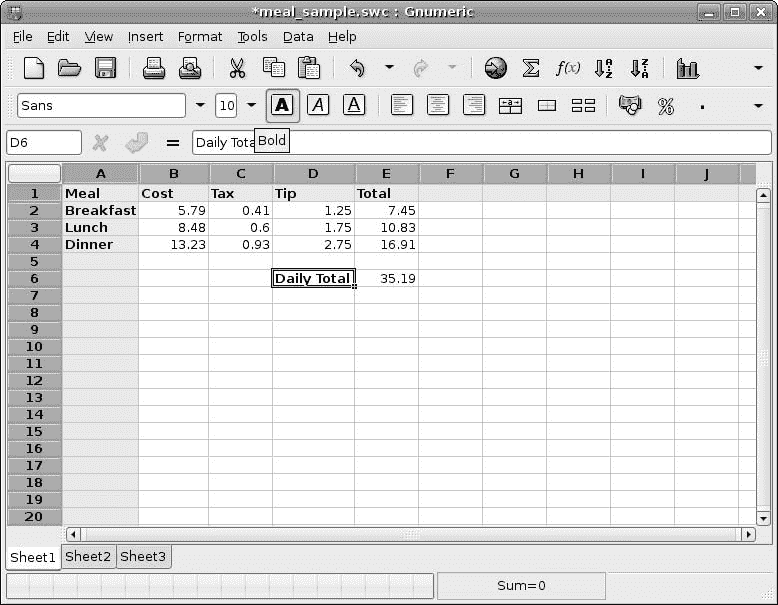 *meal_sample.swc : Gnumeric
File Edit View Insert Format Tools Data Help
f(x)
Sans 10 A A A %
D6 = Daily Tota
Bold
A B C D E F G H I J
1 Meal Cost Tax Tip Total
2 Breakfast 5.79 0.41 1.25 7.45
3 Lunch 8.48 0.6 1.75 10.83
4 Dinner 13.23 0.93 2.75 16.91
5
6 Daily Total 35.19
7
8
9
10
11
12
13
14
15
16
17
18
19
20
Sheet1 Sheet2 Sheet3
Sum=0